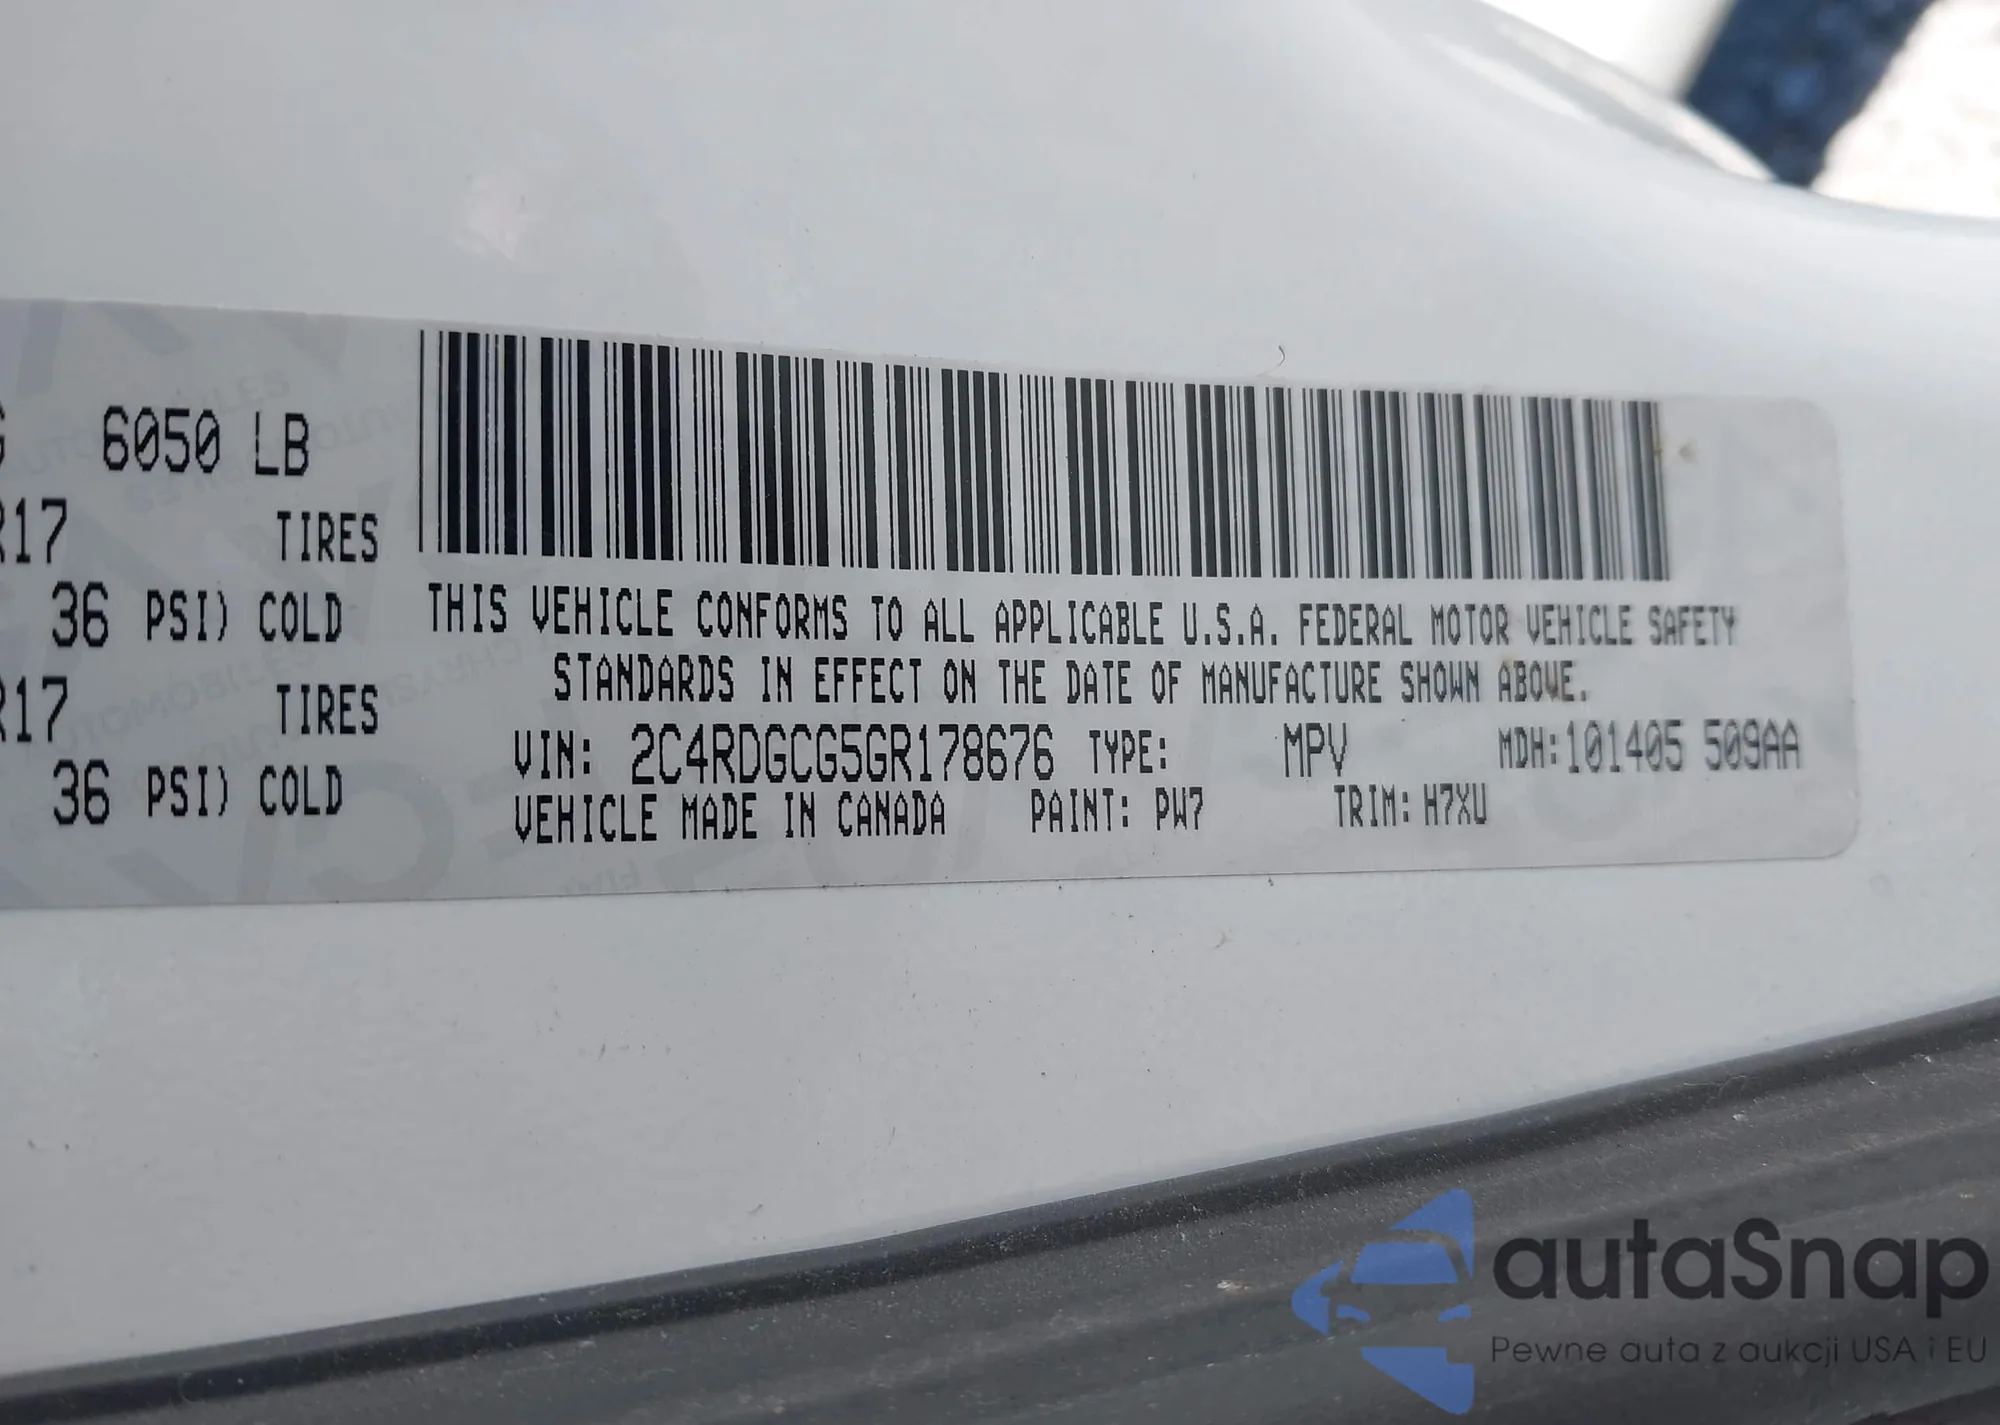 6050 LB
R17 TIRES
36 PSI) COLD
R17 TIRES
36 PSI) COLD
THIS VEHICLE CONFORMS TO ALL APPLICABLE U.S.A. FEDERAL MOTOR VEHICLE SAFETY
STANDARDS IN EFFECT ON THE DATE OF MANUFACTURE SHOWN ABOVE.
VIN: 2C4RDGCG5GR178676 TYPE: MPV MDH:101405 509AA
VEHICLE MADE IN CANADA PAINT: PW7 TRIM: H7XU
autaSnap
Pewne auta z aukcji USA i EU